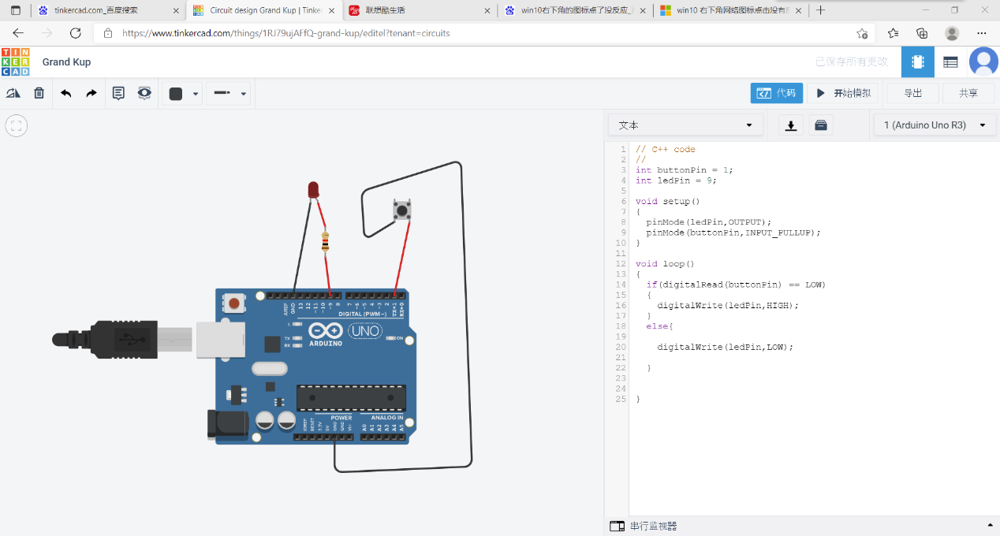 tinkercad.com_百度搜索
Circuit design Grand Kup | Tinker
联想酷生活
win10右下角的图标点了没反应_
win10 右下角网络图标点击没有
https://www.tinkercad.com/things/1RJ79ujAFfQ-grand-kup/editel?tenant=circuits
TIN
KER
CAD
Grand Kup
已保存所有更改
代码
开始模拟
导出
共享
文本
1 (Arduino Uno R3)
1 // C++ code
2 //
3 int buttonPin = 1;
4 int ledPin = 9;
5
6 void setup()
7 {
8 pinMode(ledPin,OUTPUT);
9 pinMode(buttonPin,INPUT_PULLUP);
10 }
11
12 void loop()
13 {
14 if(digitalRead(buttonPin) == LOW)
15 {
16 digitalWrite(ledPin,HIGH);
17 }
18 else{
19
20 digitalWrite(ledPin,LOW);
21
22 }
23
24
25 }
AREF
GND
13
12
~11
~10
~9
8
7
~6
~5
4
~3
2
TX→1
RX←0
DIGITAL (PWM~)
L
TX
RX
ARDUINO
UNO
ON
POWER
ANALOG IN
IOREF
RESET
3.3V
5V
GND
GND
VIN
A0
A1
A2
A3
A4
A5
串行监视器